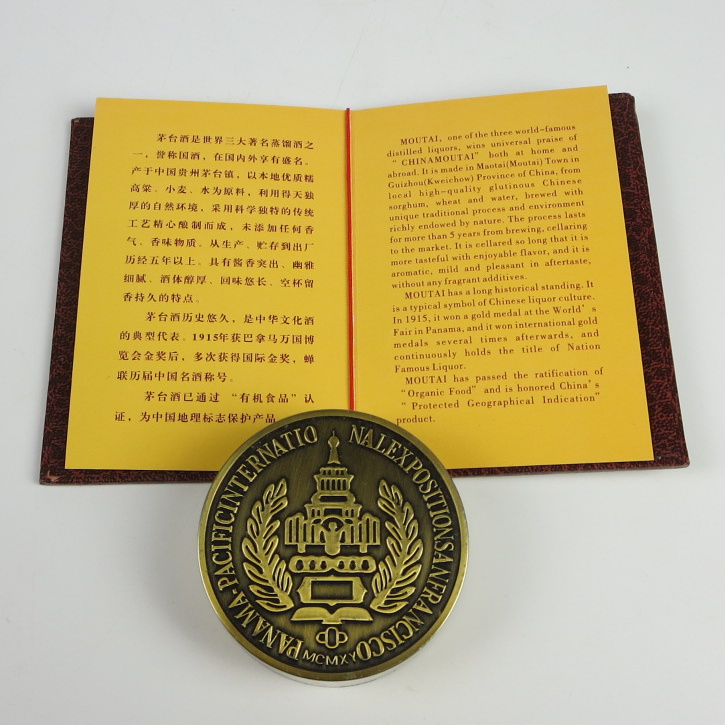 茅台酒是世界三大著名蒸馏酒之
一，誉称国酒，在国内外享有盛名。
产于中国贵州茅台镇，以本地优质糯
高粱、小麦、水为原料，利用得天独
厚的自然环境，采用科学独特的传统
工艺精心酿制而成，未添加任何香
气、香味物质。从生产、贮存到出厂
历经五年以上。具有酱香突出、幽雅
细腻、酒体醇厚、回味悠长、空杯留
香持久的特点。
茅台酒历史悠久，是中华文化酒
的典型代表。1915年获巴拿马万国博
览会金奖后，多次获得国际金奖，蝉
联历届中国名酒称号。
茅台酒已通过“有机食品”认
证，为中国地理标志保护产品。
MOUTAI, one of the three world-famous
distilled liquors, wins universal praise of
“CHINAMOUTAI” both at home and
abroad. It is made in Maotai(Moutai) Town in
Guizhou(Kweichow) Province of China, from
local high-quality glutinous Chinese
sorghum, wheat and water, brewed with
unique traditional process and environment
richly endowed by nature. The process lasts
for more than 5 years from brewing, cellaring
to the market. It is cellared so long that it is
more tasteful with enjoyable flavor, and it is
aromatic, mild and pleasant in aftertaste,
without any fragrant additives.
MOUTAI has a long historical standing. It
is a typical symbol of Chinese liquor culture.
In 1915, it won a gold medal at the World's
Fair in Panama, and it won international gold
medals several times afterwards, and
continuously holds the title of Nation
Famous Liquor.
MOUTAI has passed the ratification of
“Organic Food” and is honored China's
“Protected Geographical Indication”
product.
PANAMA-PACIFICINTERNATIO NALEXPOSITIONSANFRANCISCO
MCMXV